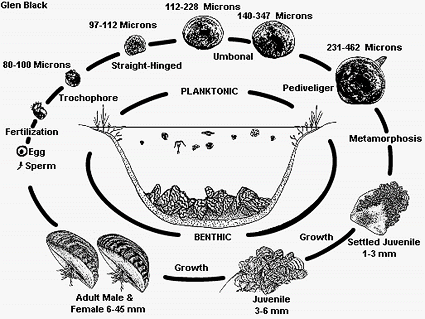 Glen Black
112-228 Microns
140-347 Microns
97-112 Microns
Umbonal
231-462 Microns
Straight-Hinged
80-100 Microns
Pediveliger
Trochophore
PLANKTONIC
Fertilization
Metamorphosis
Egg
Sperm
BENTHIC
Growth
Settled Juvenile
1-3 mm
Growth
Adult Male &
Female 6-45 mm
Juvenile
3-6 mm